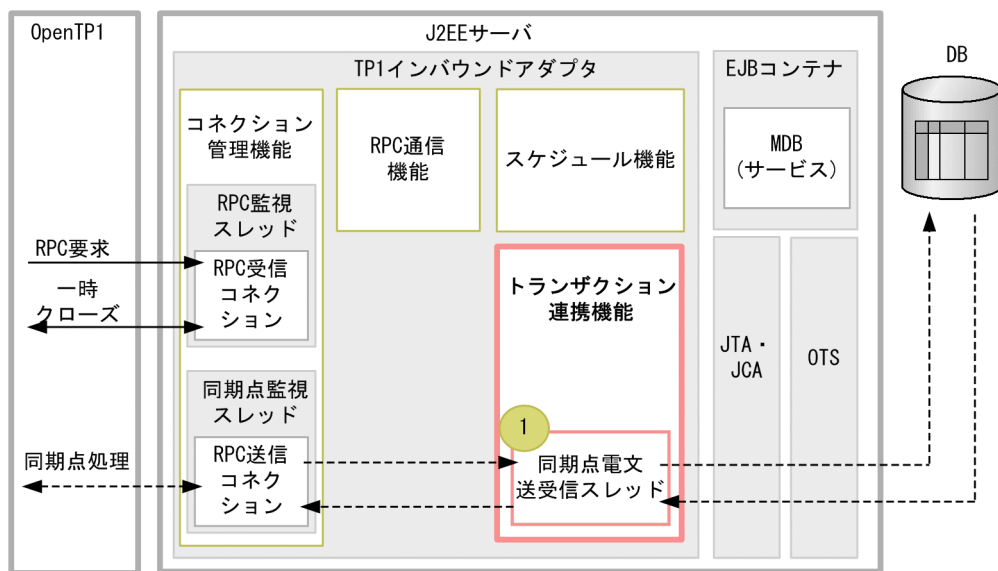 OpenTP1
J2EEサーバ
DB
TP1インバウンドアダプタ
EJBコンテナ
コネクション
管理機能
RPC通信
機能
スケジュール機能
MDB
(サービス)
RPC監視
スレッド
RPC要求
RPC受信
コネク
ション
一時
クローズ
トランザクション
連携機能
JTA・
JCA
OTS
同期点監視
スレッド
1
同期点処理
RPC送信
コネク
ション
同期点電文
送受信スレッド